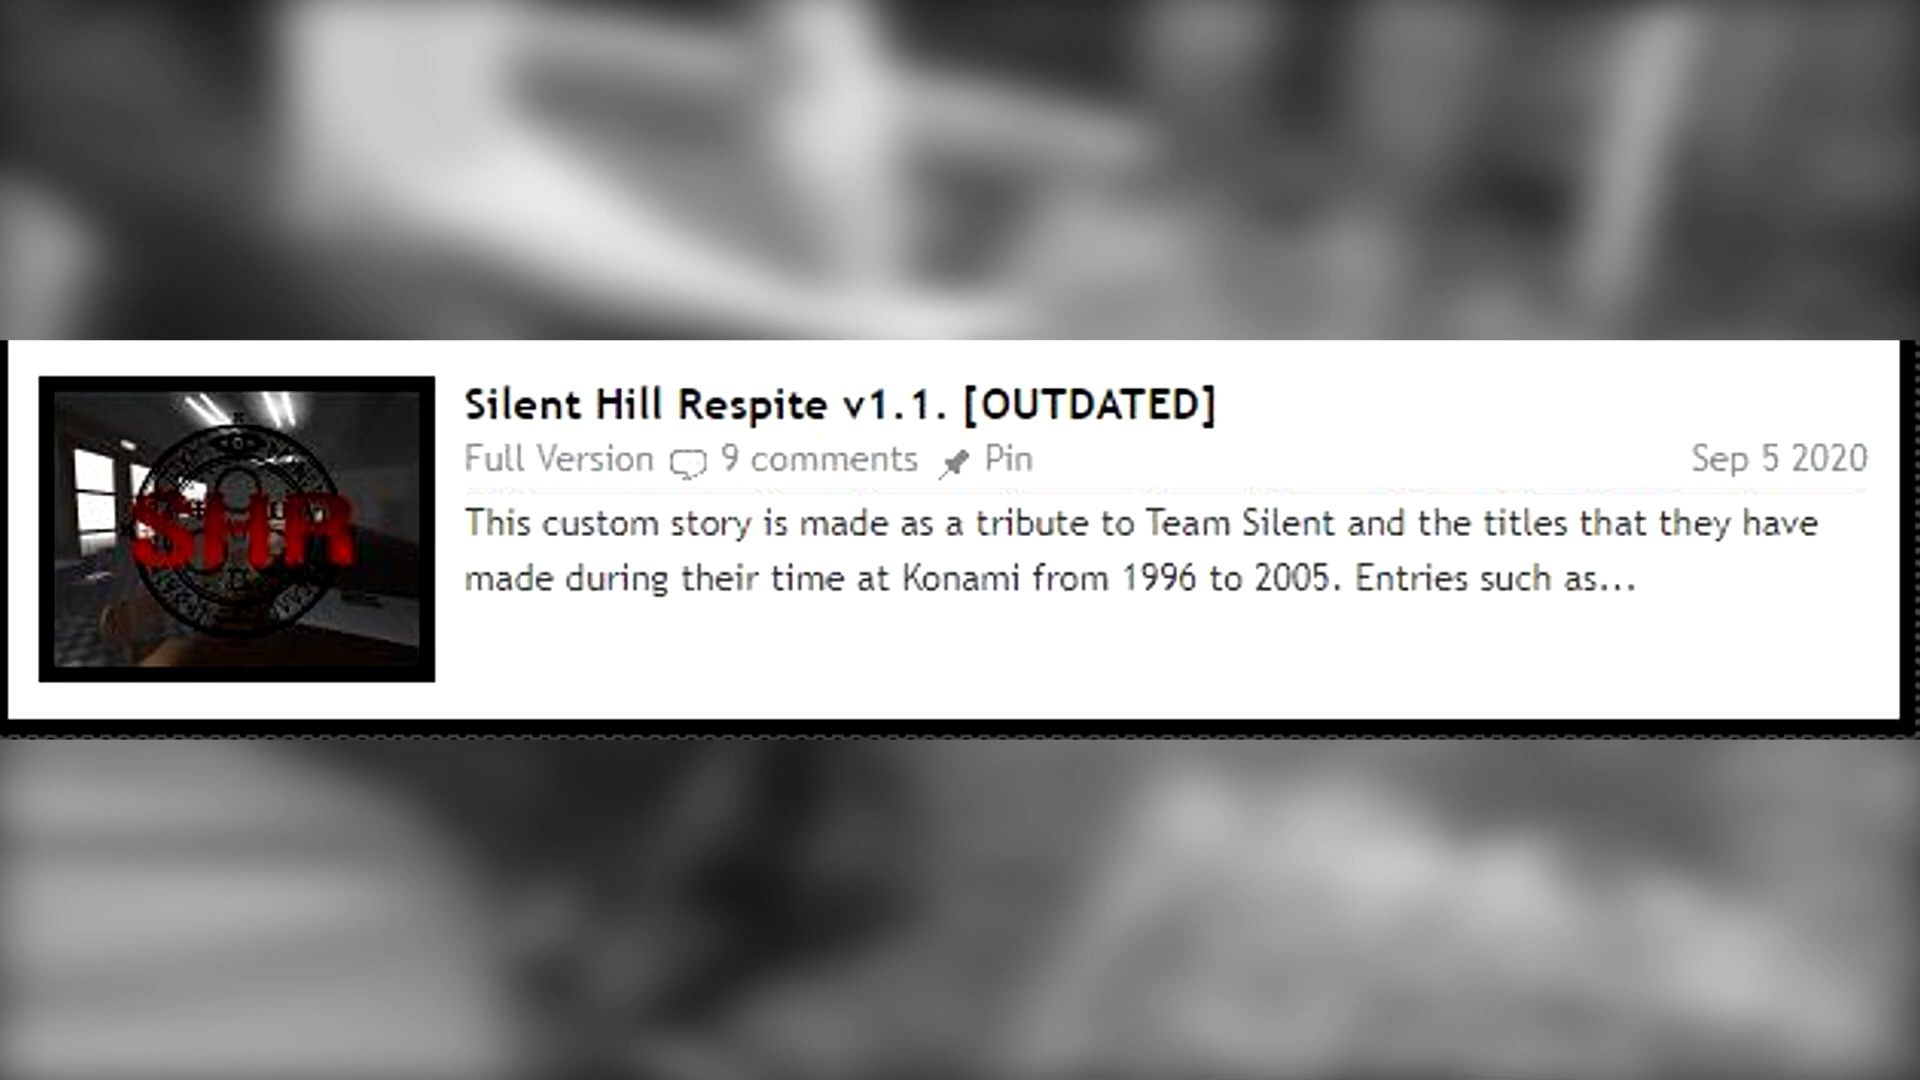 Silent Hill Respite v1.1. [OUTDATED]
Full Version 9 comments Pin Sep 5 2020
This custom story is made as a tribute to Team Silent and the titles that they have
made during their time at Konami from 1996 to 2005. Entries such as...
SHR